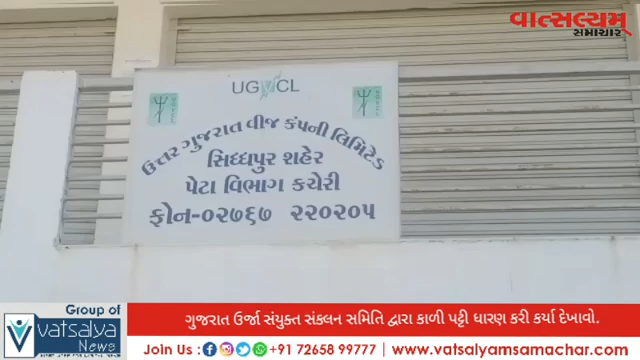 વાત્સલ્યમ્
સમાચાર
UGVCL
ઉત્તર ગુજરાત વીજ કંપની લિમિટેડ
સિધ્ધપુર શહેર
પેટા વિભાગ કચેરી
ફોન-૦૨૭૬૭ ૨૨૦૨૦૫
Group of
vatsalya
News
ગુજરાત ઉર્જા સંયુક્ત સંકલન સમિતિ દ્વારા કાળી પટ્ટી ધારણ કરી કર્યા દેખાવો.
Join Us : +91 72658 99777 | www.vatsalyamsamachar.com